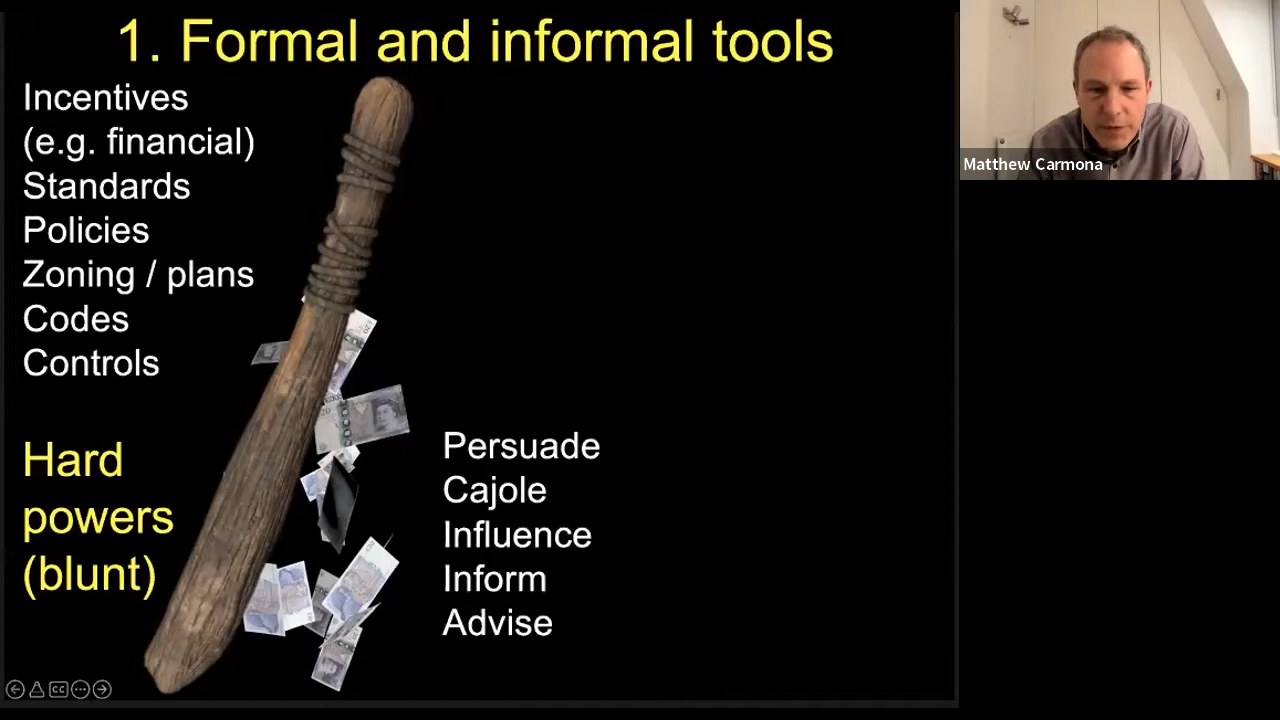 1. Formal and informal tools
Incentives
(e.g. financial)
Standards
Policies
Zoning / plans
Codes
Controls
Hard
powers
(blunt)
Persuade
Cajole
Influence
Inform
Advise
Matthew Carmona
CC